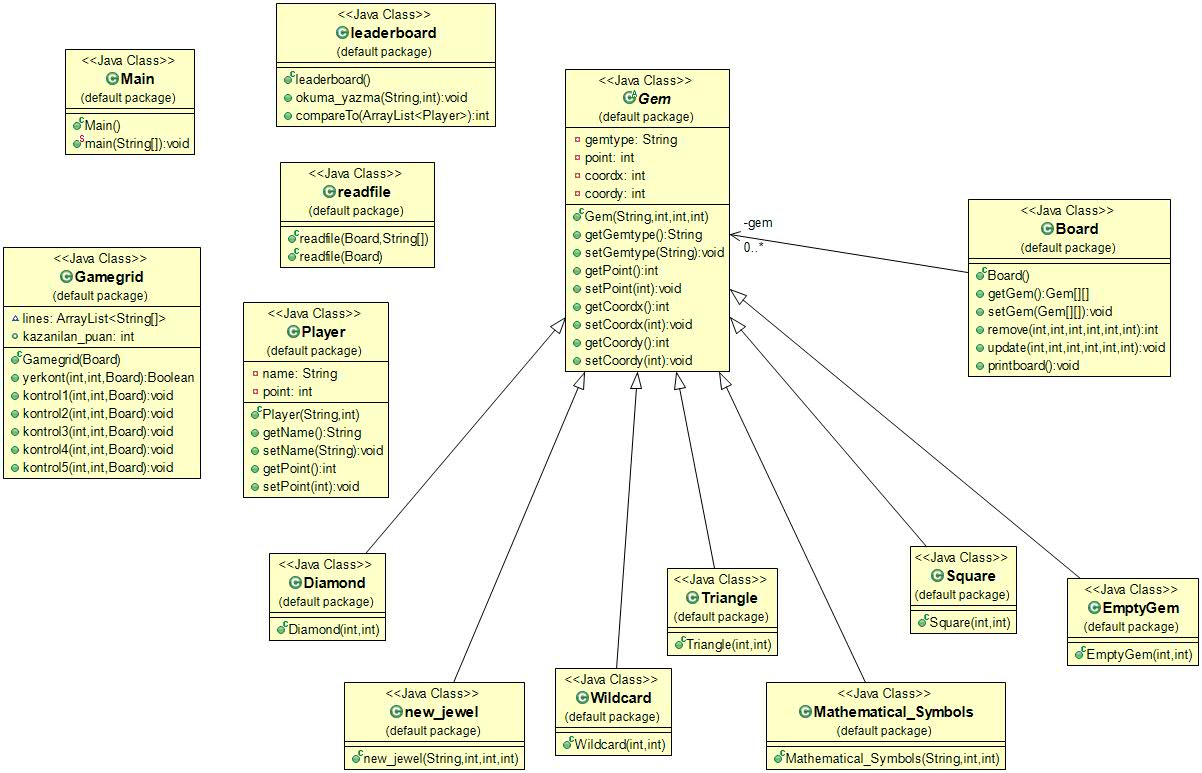 <<Java Class>>
Main
(default package)
Main()
main(String[]):void
<<Java Class>>
leaderboard
(default package)
leaderboard()
okuma_yazma(String,int):void
compareTo(ArrayList<Player>):int
<<Java Class>>
readfile
(default package)
readfile(Board,String[])
readfile(Board)
<<Java Class>>
Gamegrid
(default package)
lines: ArrayList<String[]>
kazanilan_puan: int
Gamegrid(Board)
yerkont(int,int,Board):Boolean
kontrol1(int,int,Board):void
kontrol2(int,int,Board):void
kontrol3(int,int,Board):void
kontrol4(int,int,Board):void
kontrol5(int,int,Board):void
<<Java Class>>
Player
(default package)
name: String
point: int
Player(String,int)
getName():String
setName(String):void
getPoint():int
setPoint(int):void
<<Java Class>>
Gem
(default package)
gemtype: String
point: int
coordx: int
coordy: int
Gem(String,int,int,int)
getGemtype():String
setGemtype(String):void
getPoint():int
setPoint(int):void
getCoordx():int
setCoordx(int):void
getCoordy():int
setCoordy(int):void
-gem
0..*
<<Java Class>>
Board
(default package)
Board()
getGem():Gem[][]
setGem(Gem[][]):void
remove(int,int,int,int,int,int):int
update(int,int,int,int,int,int):void
printboard():void
<<Java Class>>
Diamond
(default package)
Diamond(int,int)
<<Java Class>>
new_jewel
(default package)
new_jewel(String,int,int,int)
<<Java Class>>
Wildcard
(default package)
Wildcard(int,int)
<<Java Class>>
Triangle
(default package)
Triangle(int,int)
<<Java Class>>
Mathematical_Symbols
(default package)
Mathematical_Symbols(String,int,int)
<<Java Class>>
Square
(default package)
Square(int,int)
<<Java Class>>
EmptyGem
(default package)
EmptyGem(int,int)